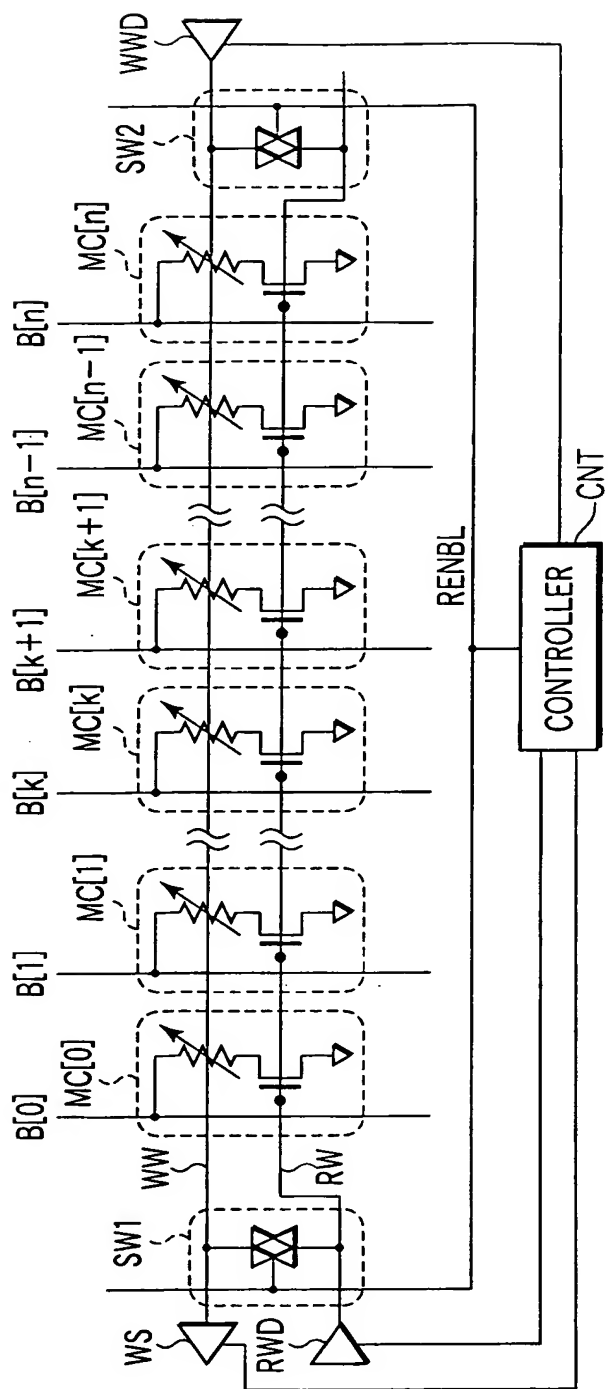 B[0]
B[1]
B[k]
B[k+1]
B[n-1]
B[n]
MC[0]
MC[1]
MC[k]
MC[k+1]
MC[n-1]
MC[n]
SW1
SW2
WW
RW
WS
WWD
RWD
RENBL
CONTROLLER
CNT